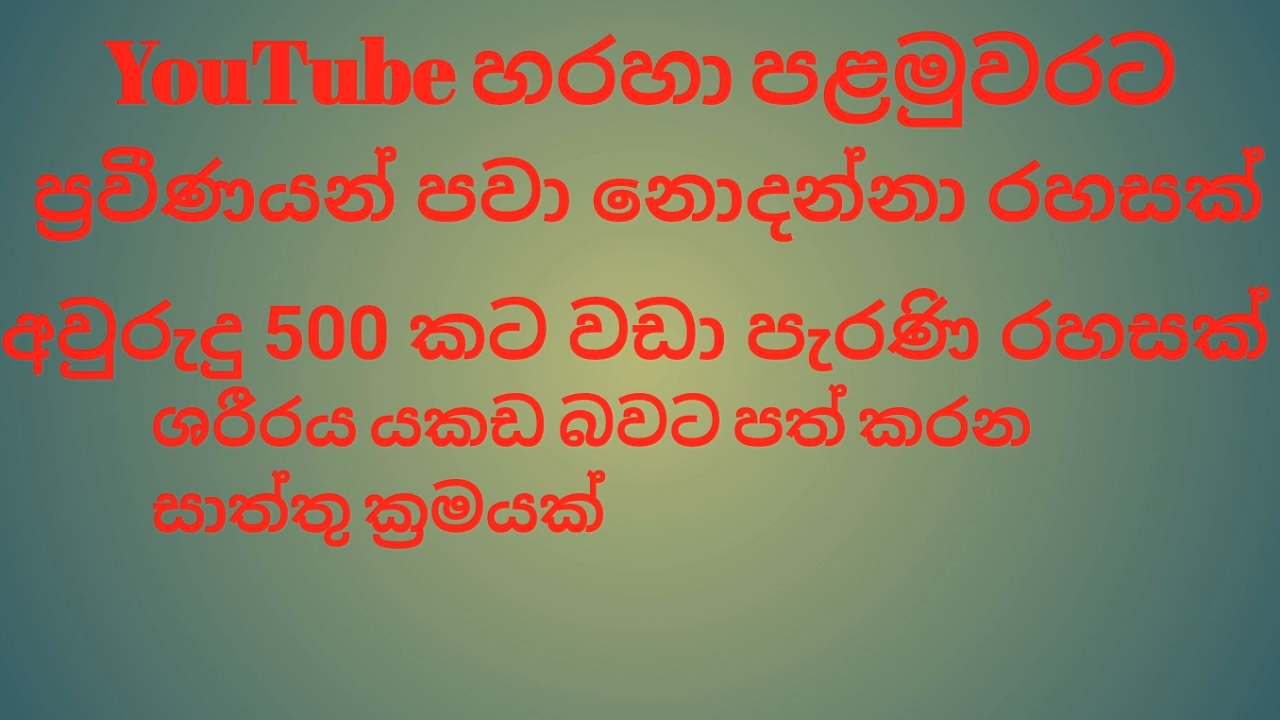 YouTube හරහා පළමුවරට
ප්‍රවීණයන් පවා නොදන්නා රහසක්
අවුරුදු 500 කට වඩා පැරණි රහසක්
ශරීරය යකඩ බවට පත් කරන
සාත්තු ක්‍රමයක්